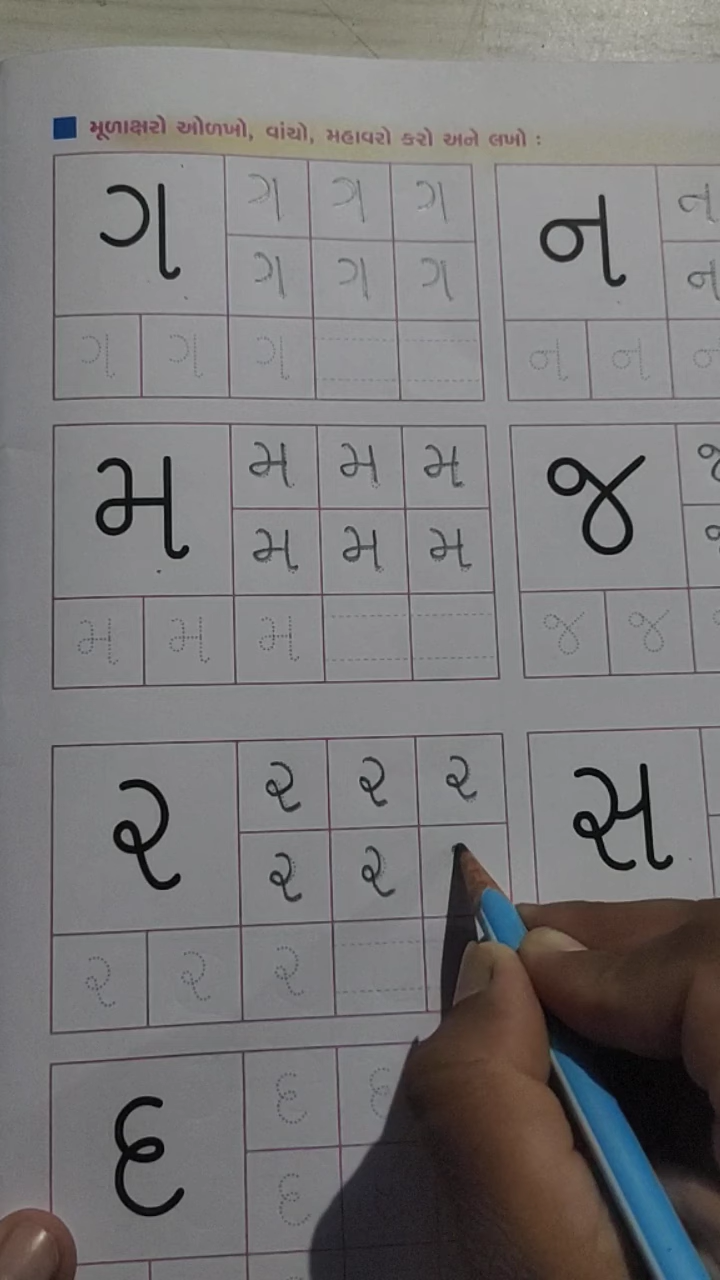 મૂળાક્ષરો ઓળખો, વાંચો, મહાવરો કરો અને લખો :
ગ ગ ગ ગ
ગ ગ ગ
ગ ગ ગ
ન ન
ન
ન ન ન
મ મ મ મ
મ મ મ
મ મ મ
જ જ
જ
જ જ
ર ર ર ર
ર ર
ર ર ર
સ
દ દ દ
દ